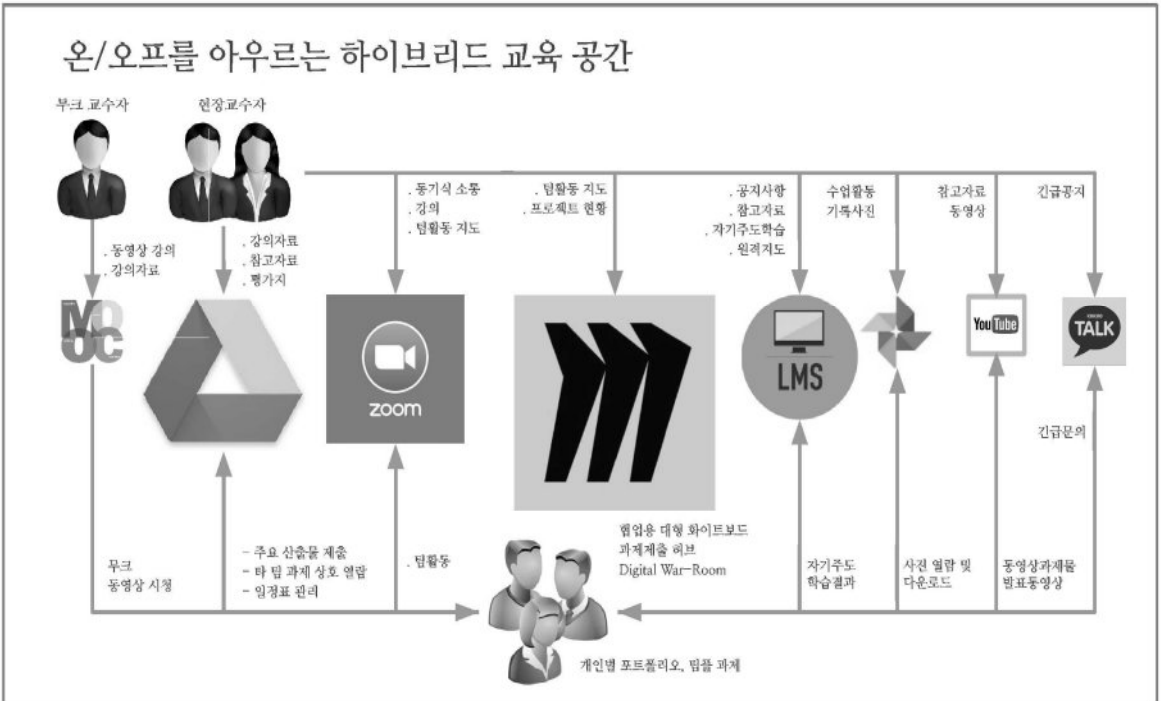 온/오프를 아우르는 하이브리드 교육 공간
무크 교수자
현장교수자
. 동영상 강의
. 강의자료
. 강의자료
. 참고자료
. 평가지
. 동기식 소통
. 강의
. 팀활동 지도
. 팀활동 지도
. 프로젝트 현황
. 공지사항
. 참고자료
. 자기주도학습
. 원격지도
수업활동
기록사진
참고자료
동영상
긴급공지
MOOC
zoom
LMS
YouTube
TALK
긴급문의
무크
동영상 시청
- 주요 산출물 제출
- 타 팀 과제 상호 열람
- 일정표 관리
. 팀활동
협업용 대형 화이트보드
과제제출 허브
Digital War-Room
자기주도
학습결과
사진 열람 및
다운로드
동영상과제물
발표동영상
개인별 포트폴리오, 팀플 과제